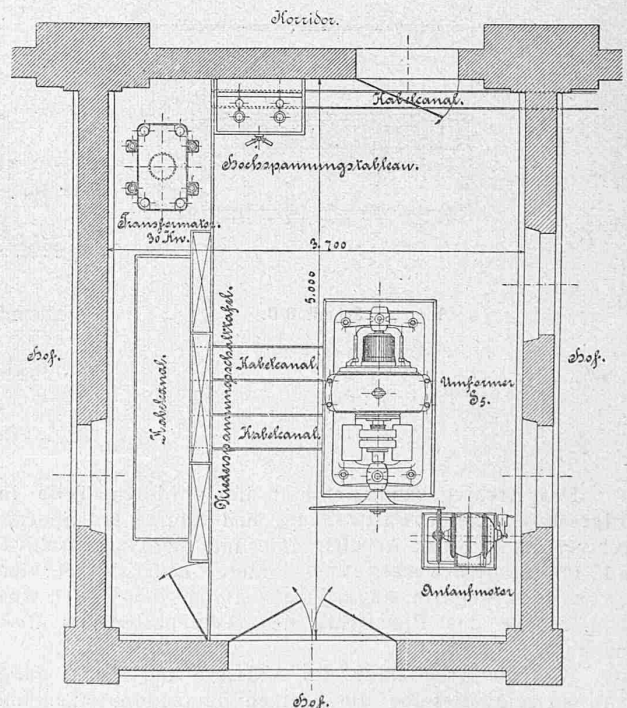 Korridor.
Kabelcanal.
Hochspannungstableau.
Transformator.
30 Kw.
3.700
5.000
Niederspannungsschalttafel.
Kabelcanal.
Kabelcanal.
Kabelcanal.
Umformer
S5.
Hof.
Hof.
Anlaufmotor
Hof.